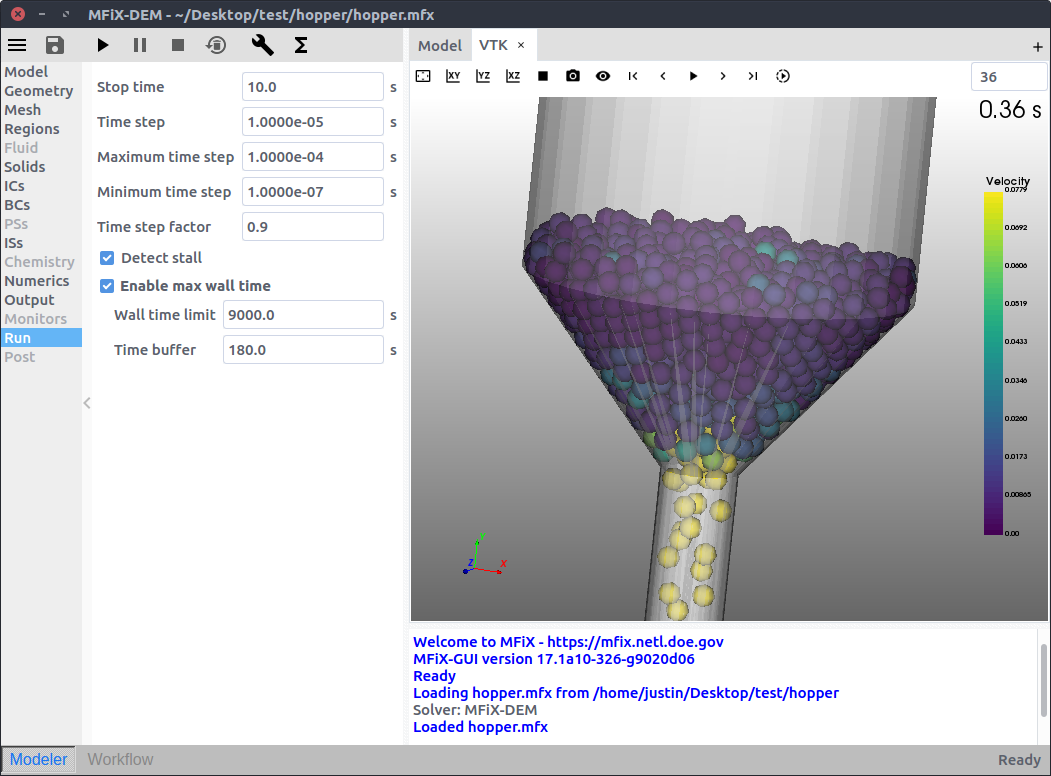 MFiX-DEM - ~/Desktop/test/hopper/hopper.mfx
Model
Geometry
Mesh
Regions
Fluid
Solids
ICs
BCs
PSs
ISs
Chemistry
Numerics
Output
Monitors
Run
Post
Stop time 10.0 s
Time step 1.0000e-05 s
Maximum time step 1.0000e-04 s
Minimum time step 1.0000e-07 s
Time step factor 0.9
Detect stall
Enable max wall time
Wall time limit 9000.0 s
Time buffer 180.0 s
Model VTK × +
XY YZ XZ 36
0.36 s
Velocity
0.0779
0.0692
0.0606
0.0519
0.0433
0.0346
0.0260
0.0173
0.00865
0.00
Y
Z X
Welcome to MFiX - https://mfix.netl.doe.gov
MFiX-GUI version 17.1a10-326-g9020d06
Ready
Loading hopper.mfx from /home/justin/Desktop/test/hopper
Solver: MFiX-DEM
Loaded hopper.mfx
Modeler Workflow Ready